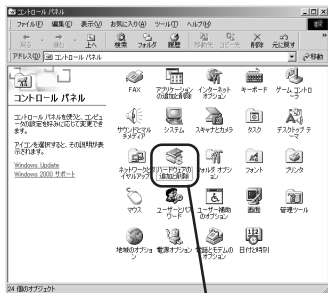 コントロール パネル
ファイル(F) 編集(E) 表示(V) お気に入り(A) ツール(T) ヘルプ(H)
戻る 進む 上へ 検索 フォルダ 履歴 移動先 コピー先 削除 元に戻す »
アドレス(D) コントロール パネル 移動
コントロール パネル
コントロール パネルを使うと、コンピュータの設定を好みに応じて変更できます。
アイコンを選択すると、その説明が表示されます。
Windows Update
Windows 2000 サポート
FAX
アプリケーションの追加と削除
インターネット オプション
キーボード
ゲーム コントローラ
サウンドとマルチメディア
システム
スキャナとカメラ
タスク
デスクトップ テーマ
ネットワークとダイヤルアップ
ハードウェアの追加と削除
フォルダ オプション
フォント
プリンタ
マウス
ユーザーとパスワード
ユーザー補助のオプション
画面
管理ツール
地域のオプション
電源オプション
電話とモデムのオプション
日付と時刻
24 個のオブジェクト